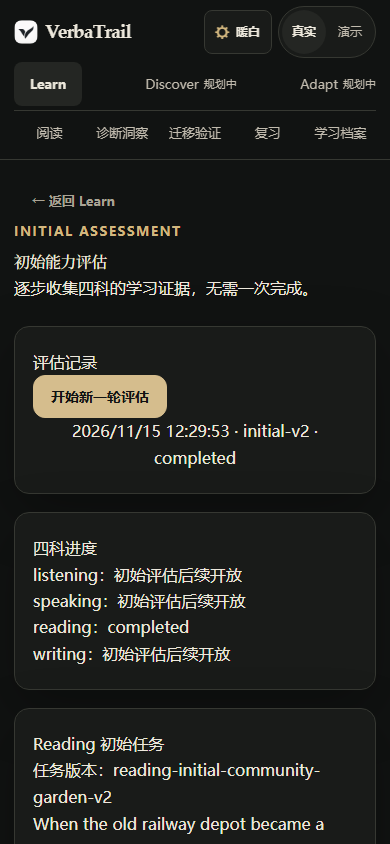 VerbaTrail
暖白
真实
演示
Learn
Discover 规划中
Adapt 规划中
阅读
诊断洞察
迁移验证
复习
学习档案
← 返回 Learn
INITIAL ASSESSMENT
初始能力评估
逐步收集四科的学习证据，无需一次完成。
评估记录
开始新一轮评估
2026/11/15 12:29:53 · initial-v2 ·
completed
四科进度
listening：初始评估后续开放
speaking：初始评估后续开放
reading：completed
writing：初始评估后续开放
Reading 初始任务
任务版本：reading-initial-community-
garden-v2
When the old railway depot became a